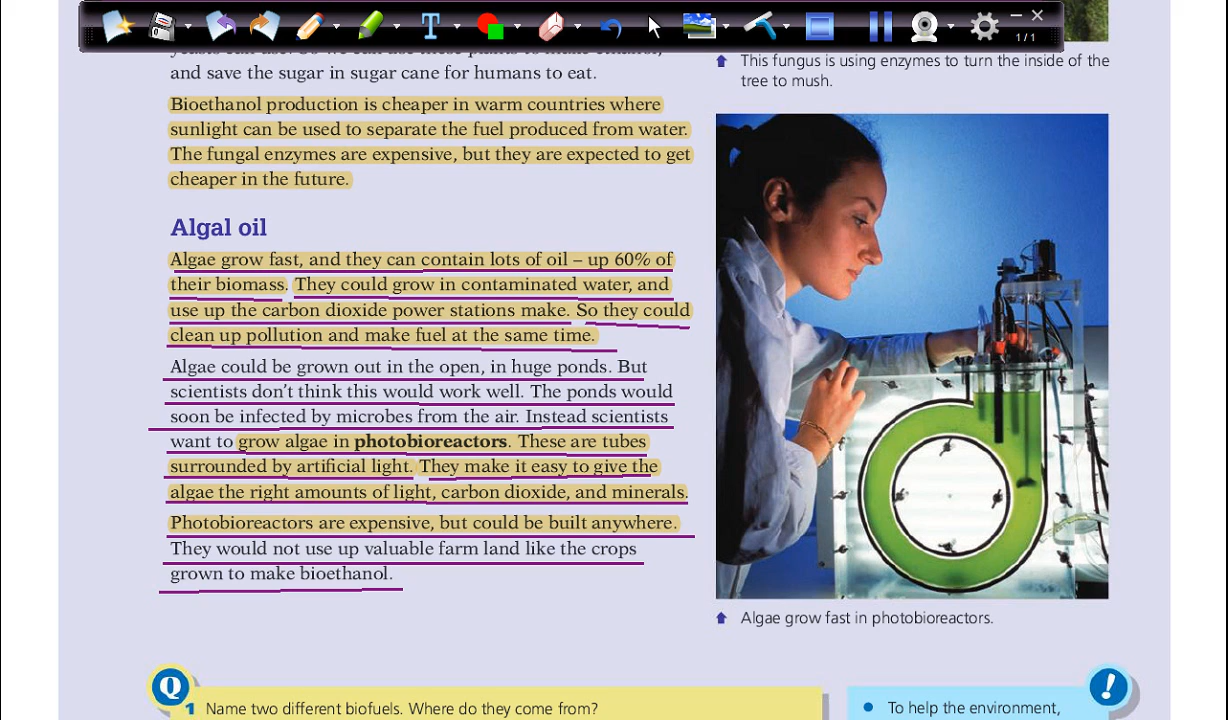 1/1
and save the sugar in sugar cane for humans to eat.
Bioethanol production is cheaper in warm countries where
sunlight can be used to separate the fuel produced from water.
The fungal enzymes are expensive, but they are expected to get
cheaper in the future.
Algal oil
Algae grow fast, and they can contain lots of oil – up 60% of
their biomass. They could grow in contaminated water, and
use up the carbon dioxide power stations make. So they could
clean up pollution and make fuel at the same time.
Algae could be grown out in the open, in huge ponds. But
scientists don't think this would work well. The ponds would
soon be infected by microbes from the air. Instead scientists
want to grow algae in photobioreactors. These are tubes
surrounded by artificial light. They make it easy to give the
algae the right amounts of light, carbon dioxide, and minerals.
Photobioreactors are expensive, but could be built anywhere.
They would not use up valuable farm land like the crops
grown to make bioethanol.
This fungus is using enzymes to turn the inside of the
tree to mush.
Algae grow fast in photobioreactors.
Q
1 Name two different biofuels. Where do they come from?
!
• To help the environment,